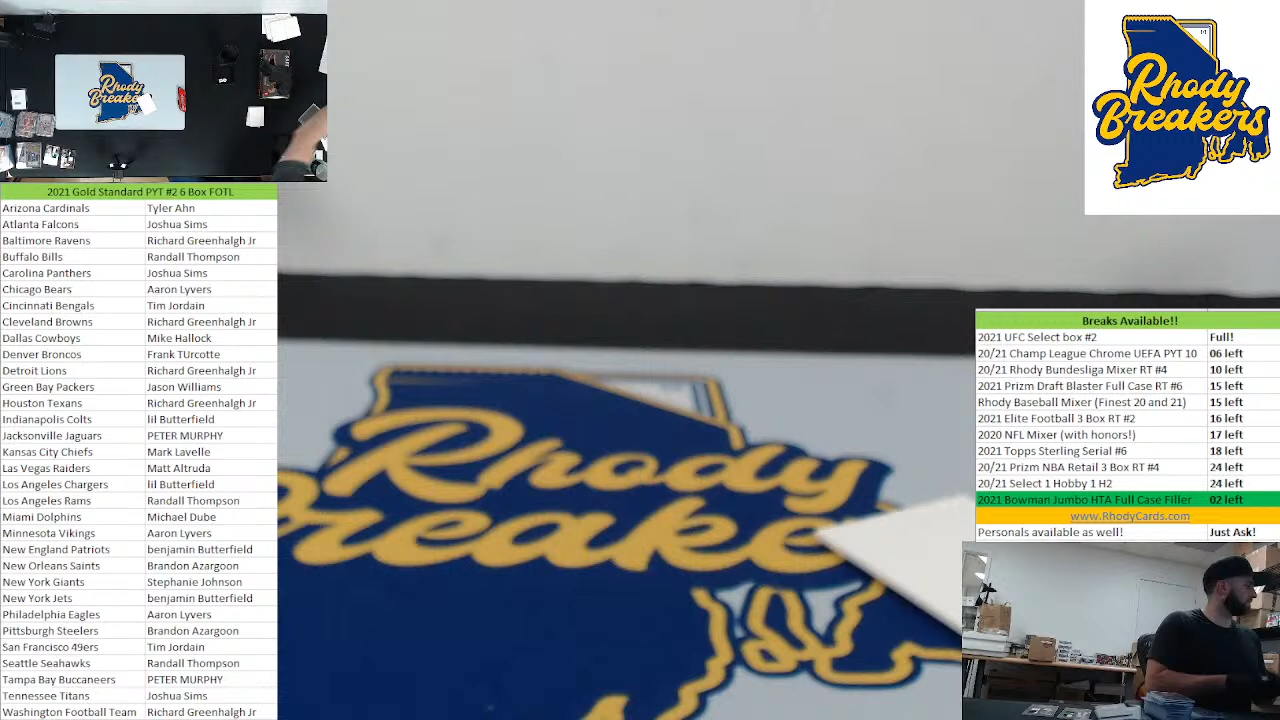 Rhody
Breakers
Rhody
Breakers
2021 Gold Standard PYT #2 6 Box FOTL
Arizona Cardinals Tyler Ahn
Atlanta Falcons Joshua Sims
Baltimore Ravens Richard Greenhalgh Jr
Buffalo Bills Randall Thompson
Carolina Panthers Joshua Sims
Chicago Bears Aaron Lyvers
Cincinnati Bengals Tim Jordain
Cleveland Browns Richard Greenhalgh Jr
Dallas Cowboys Mike Hallock
Denver Broncos Frank TUrcotte
Detroit Lions Richard Greenhalgh Jr
Green Bay Packers Jason Williams
Houston Texans Richard Greenhalgh Jr
Indianapolis Colts lil Butterfield
Jacksonville Jaguars PETER MURPHY
Kansas City Chiefs Mark Lavelle
Las Vegas Raiders Matt Altruda
Los Angeles Chargers lil Butterfield
Los Angeles Rams Randall Thompson
Miami Dolphins Michael Dube
Minnesota Vikings Aaron Lyvers
New England Patriots benjamin Butterfield
New Orleans Saints Brandon Azargoon
New York Giants Stephanie Johnson
New York Jets benjamin Butterfield
Philadelphia Eagles Aaron Lyvers
Pittsburgh Steelers Brandon Azargoon
San Francisco 49ers Tim Jordain
Seattle Seahawks Randall Thompson
Tampa Bay Buccaneers PETER MURPHY
Tennessee Titans Joshua Sims
Washington Football Team Richard Greenhalgh Jr
Rhody
Breake
Breaks Available!!
2021 UFC Select box #2 Full!
20/21 Champ League Chrome UEFA PYT 10 06 left
20/21 Rhody Bundesliga Mixer RT #4 10 left
2021 Prizm Draft Blaster Full Case RT #6 15 left
Rhody Baseball Mixer (Finest 20 and 21) 15 left
2021 Elite Football 3 Box RT #2 16 left
2020 NFL Mixer (with honors!) 17 left
2021 Topps Sterling Serial #6 18 left
20/21 Prizm NBA Retail 3 Box RT #4 24 left
20/21 Select 1 Hobby 1 H2 24 left
2021 Bowman Jumbo HTA Full Case Filler 02 left
www.RhodyCards.com
Personals available as well! Just Ask!